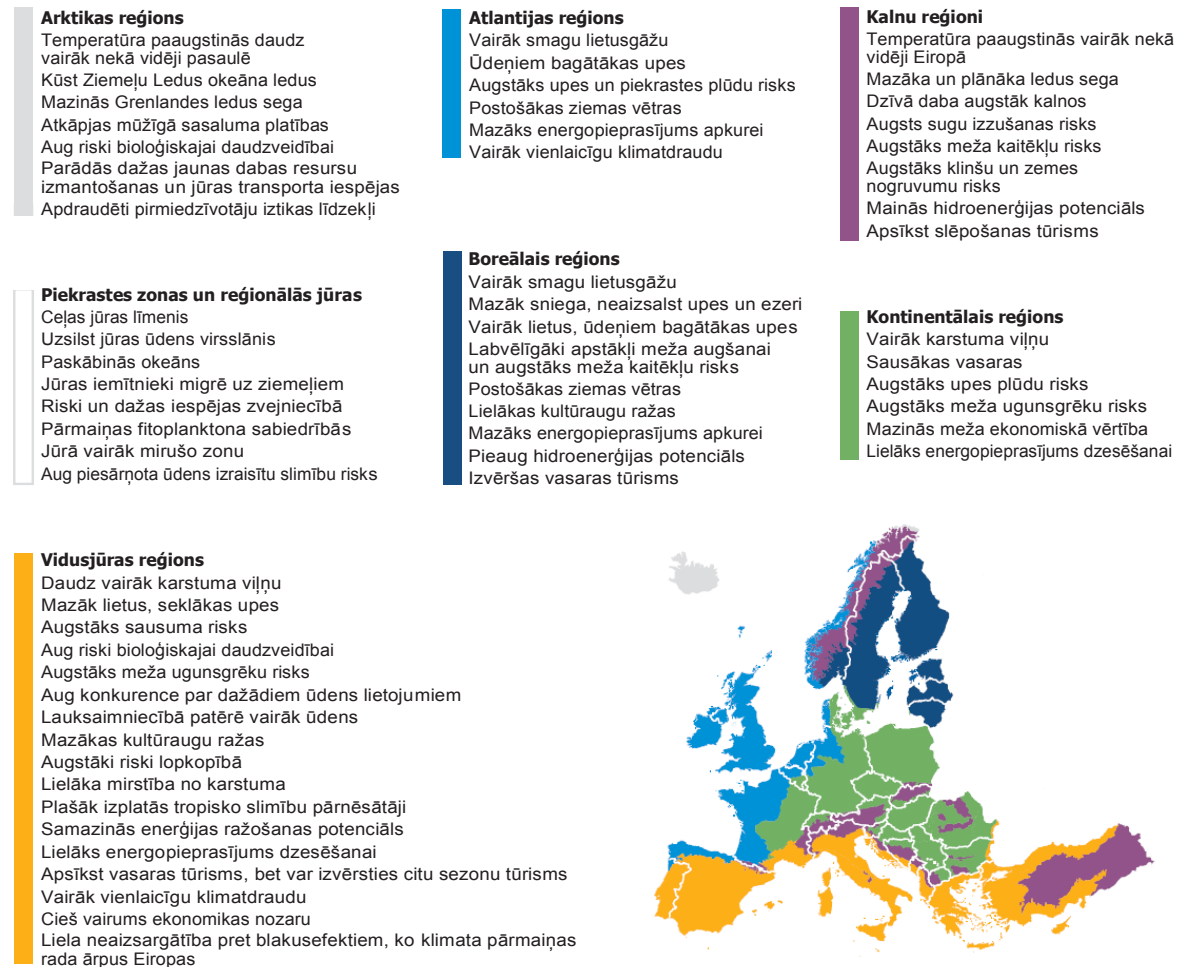 Arktikas reģions
Temperatūra paaugstinās daudz
vairāk nekā vidēji pasaulē
Kūst Ziemeļu Ledus okeāna ledus
Mazinās Grenlandes ledus sega
Atkāpjas mūžīgā sasaluma platības
Aug riski bioloģiskajai daudzveidībai
Parādās dažas jaunas dabas resursu
izmantošanas un jūras transporta iespējas
Apdraudēti pirmiedzīvotāju iztikas līdzekļi
Atlantijas reģions
Vairāk smagu lietusgāžu
Ūdeņiem bagātākas upes
Augstāks upes un piekrastes plūdu risks
Postošākas ziemas vētras
Mazāks energopieprasījums apkurei
Vairāk vienlaicīgu klimatdraudu
Kalnu reģioni
Temperatūra paaugstinās vairāk nekā
vidēji Eiropā
Mazāka un plānāka ledus sega
Dzīvā daba augstāk kalnos
Augsts sugu izzušanas risks
Augstāks meža kaitēkļu risks
Augstāks klinšu un zemes
nogruvumu risks
Mainās hidroenerģijas potenciāls
Apsīkst slēpošanas tūrisms
Piekrastes zonas un reģionālās jūras
Ceļas jūras līmenis
Uzsilst jūras ūdens virsslānis
Paskābinās okeāns
Jūras iemītnieki migrē uz ziemeļiem
Riski un dažas iespējas zvejniecībā
Pārmaiņas fitoplanktona sabiedrībās
Jūrā vairāk mirušo zonu
Aug piesārņota ūdens izraisītu slimību risks
Boreālais reģions
Vairāk smagu lietusgāžu
Mazāk sniega, neaizsalst upes un ezeri
Vairāk lietus, ūdeņiem bagātākas upes
Labvēlīgāki apstākļi meža augšanai
un augstāks meža kaitēkļu risks
Postošākas ziemas vētras
Lielākas kultūraugu ražas
Mazāks energopieprasījums apkurei
Pieaug hidroenerģijas potenciāls
Izvēršas vasaras tūrisms
Kontinentālais reģions
Vairāk karstuma viļņu
Sausākas vasaras
Augstāks upes plūdu risks
Augstāks meža ugunsgrēku risks
Mazinās meža ekonomiskā vērtība
Lielāks energopieprasījums dzesēšanai
Vidusjūras reģions
Daudz vairāk karstuma viļņu
Mazāk lietus, seklākas upes
Augstāks sausuma risks
Aug riski bioloģiskajai daudzveidībai
Augstāks meža ugunsgrēku risks
Aug konkurence par dažādiem ūdens lietojumiem
Lauksaimniecībā patērē vairāk ūdens
Mazākas kultūraugu ražas
Augstāki riski lopkopībā
Lielāka mirstība no karstuma
Plašāk izplatās tropisko slimību pārnēsātāji
Samazinās enerģijas ražošanas potenciāls
Lielāks energopieprasījums dzesēšanai
Apsīkst vasaras tūrisms, bet var izvērsties citu sezonu tūrisms
Vairāk vienlaicīgu klimatdraudu
Cieš vairums ekonomikas nozaru
Liela neaizsargātība pret blakusefektiem, ko klimata pārmaiņas
rada ārpus Eiropas